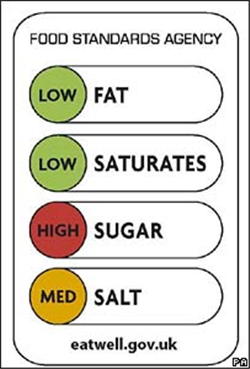 FOOD STANDARDS AGENCY
LOW FAT
LOW SATURATES
HIGH SUGAR
MED SALT
eatwell.gov.uk
PA